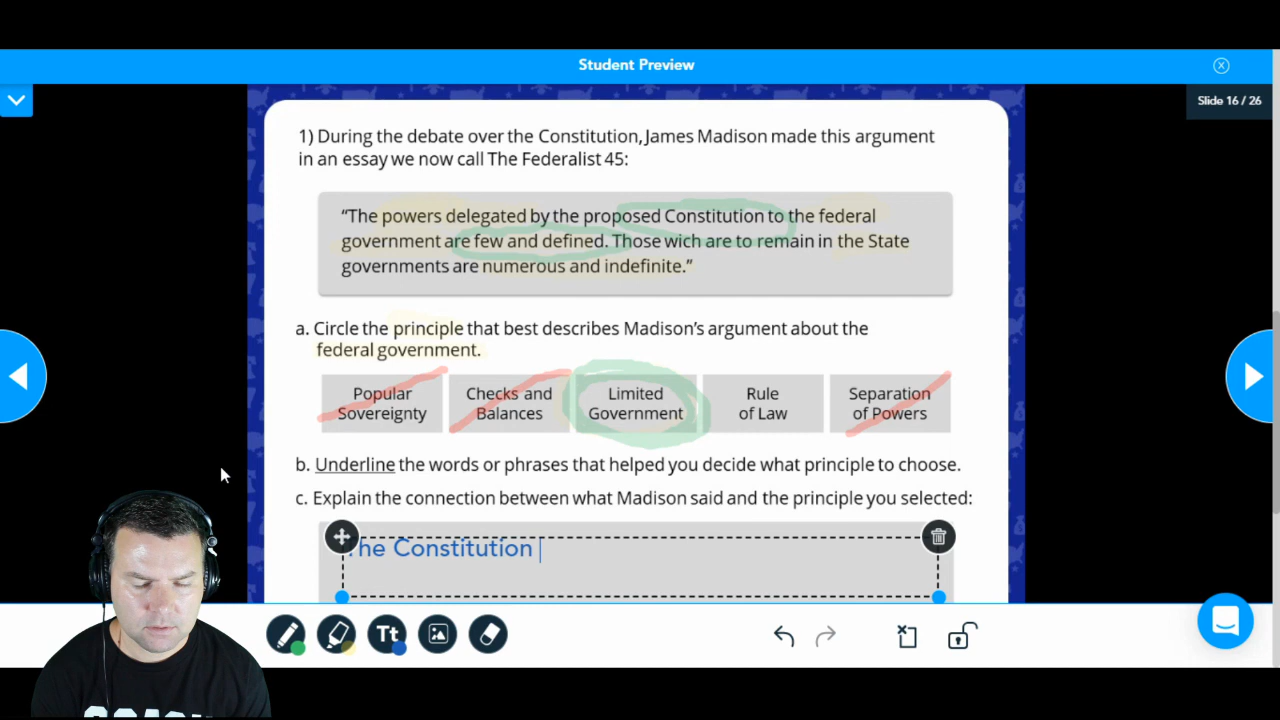 Student Preview
Slide 16 / 26
1) During the debate over the Constitution, James Madison made this argument
in an essay we now call The Federalist 45:
“The powers delegated by the proposed Constitution to the federal
government are few and defined. Those wich are to remain in the State
governments are numerous and indefinite.”
a. Circle the principle that best describes Madison’s argument about the
federal government.
Popular
Sovereignty
Checks and
Balances
Limited
Government
Rule
of Law
Separation
of Powers
b. Underline the words or phrases that helped you decide what principle to choose.
c. Explain the connection between what Madison said and the principle you selected:
The Constitution
Tt